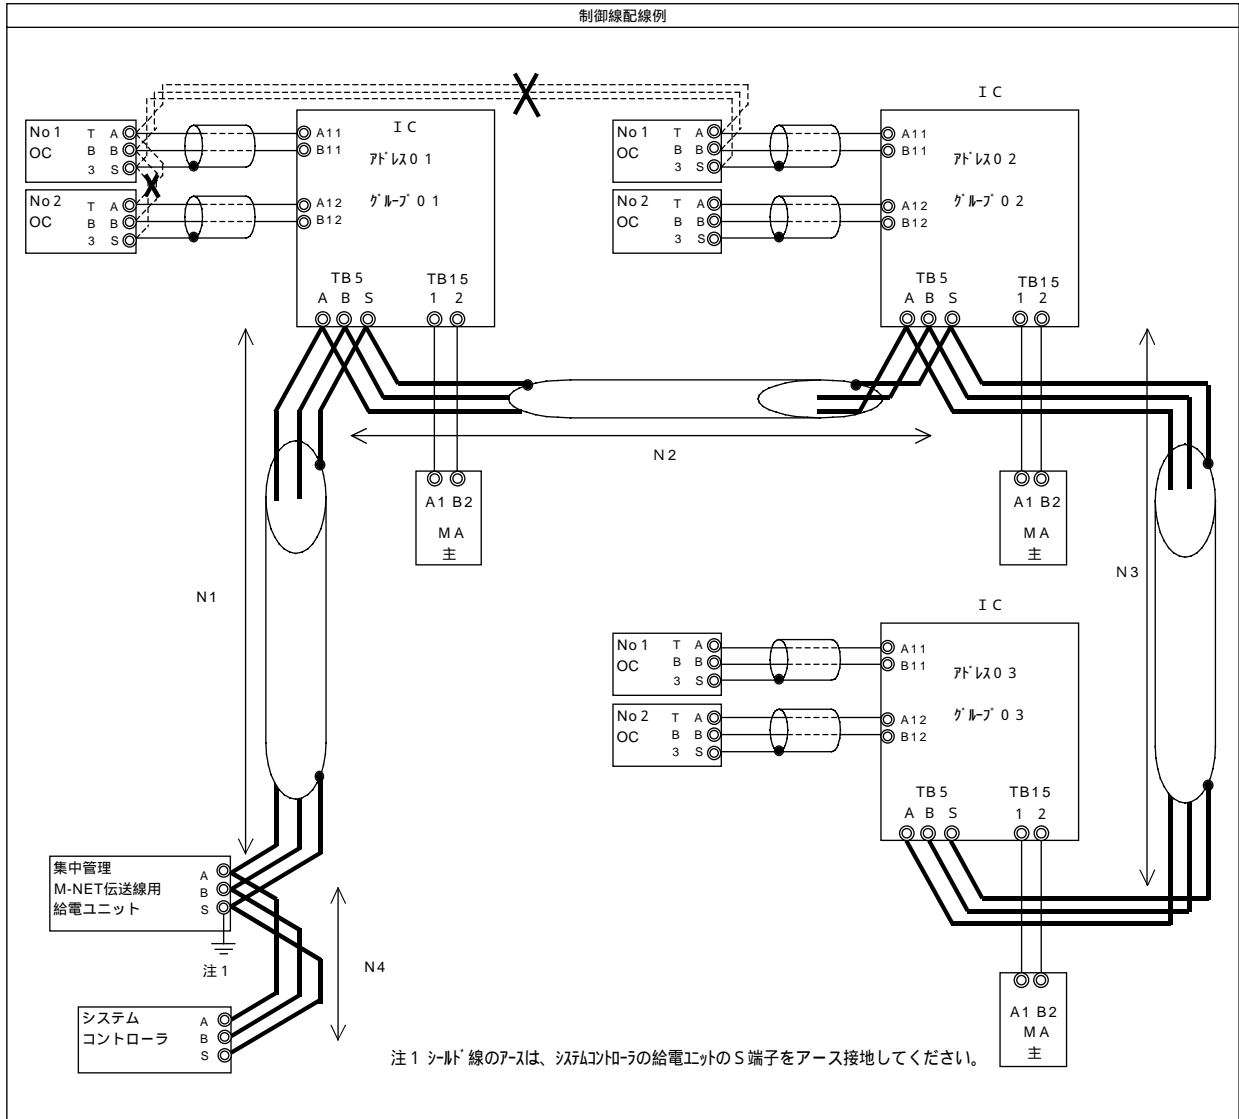 制御線配線例
No1 T A
OC B B
3 S
No2 T A
OC B B
3 S
IC
A11
B11
アドレス01
A12
B12
グループ01
TB5
A B S
TB15
1 2
No1 T A
OC B B
3 S
No2 T A
OC B B
3 S
IC
A11
B11
アドレス02
A12
B12
グループ02
TB5
A B S
TB15
1 2
N2
A1 B2
MA
主
A1 B2
MA
主
N1
N3
IC
No1 T A
OC B B
3 S
No2 T A
OC B B
3 S
A11
B11
アドレス03
A12
B12
グループ03
TB5
A B S
TB15
1 2
集中管理
M-NET伝送線用
給電ユニット
A
B
S
注1
N4
システム
コントローラ
A
B
S
A1 B2
MA
主
注1 シールド線のアースは、システムコントローラの給電ユニットのS端子をアース接地してください。